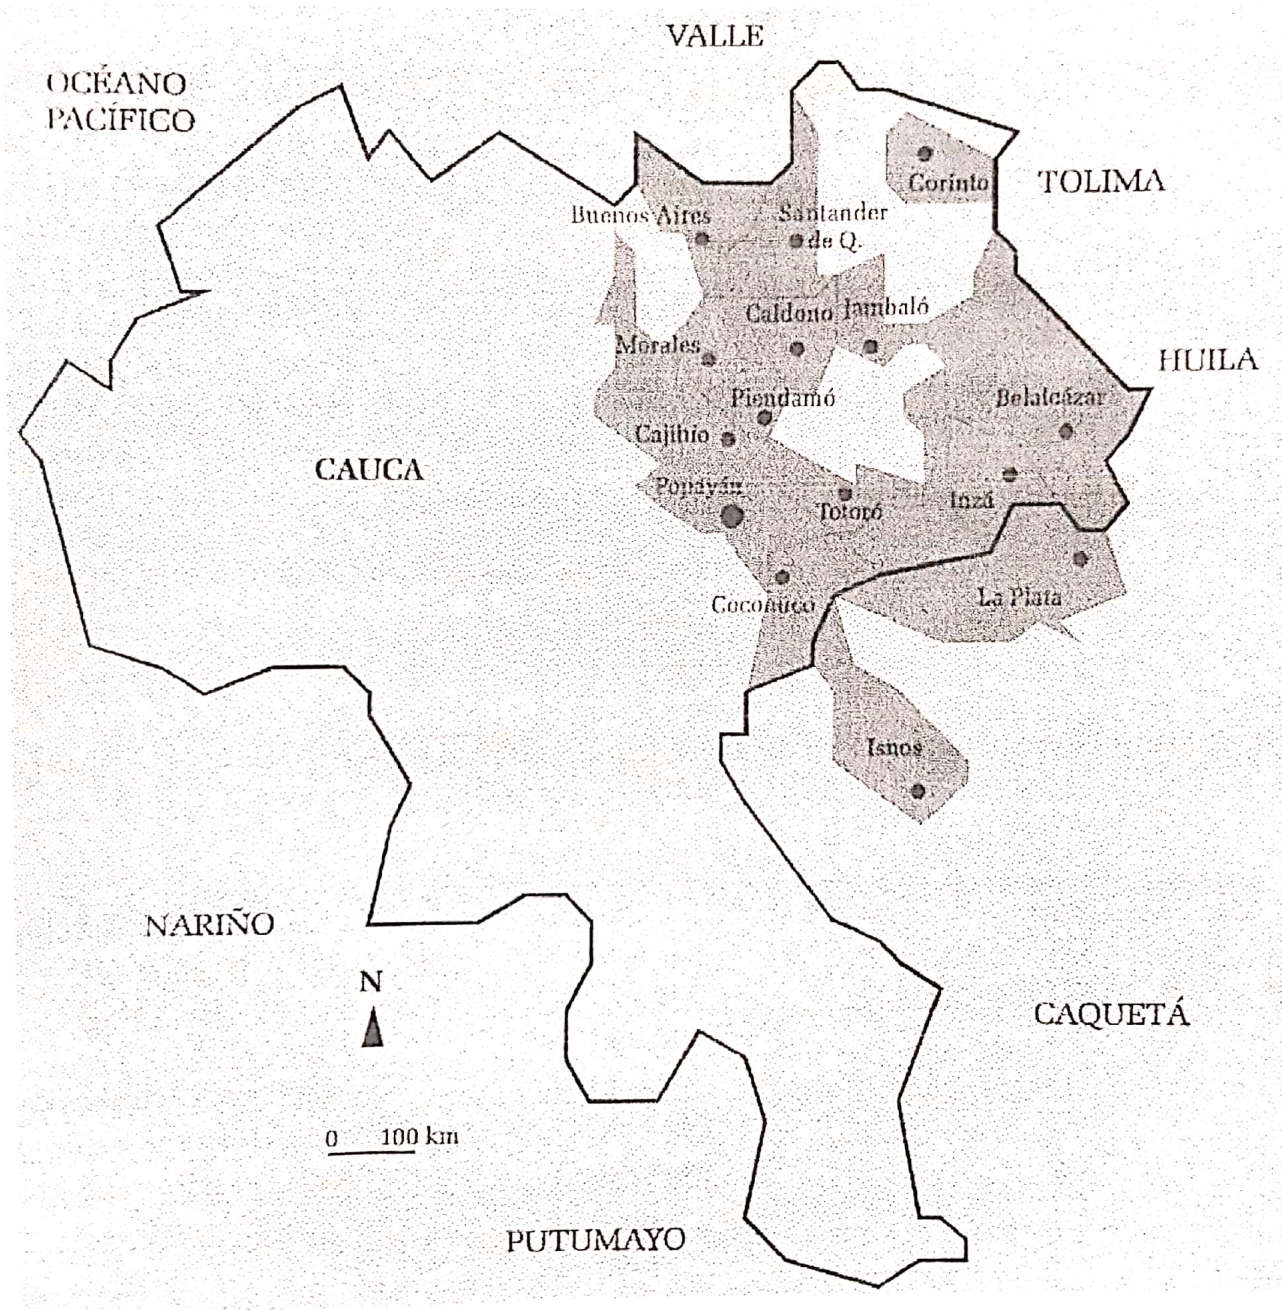 VALLE
OCÉANO
PACÍFICO
Corinto
TOLIMA
Buenos Aires
Santander
de Q.
Caldono
Jambaló
Morales
HUILA
Piendamó
Belalcázar
Cajibío
CAUCA
Popayán
Totoró
Inzá
La Plata
Coconuco
Isnos
NARIÑO
N
CAQUETÁ
0 100 km
PUTUMAYO